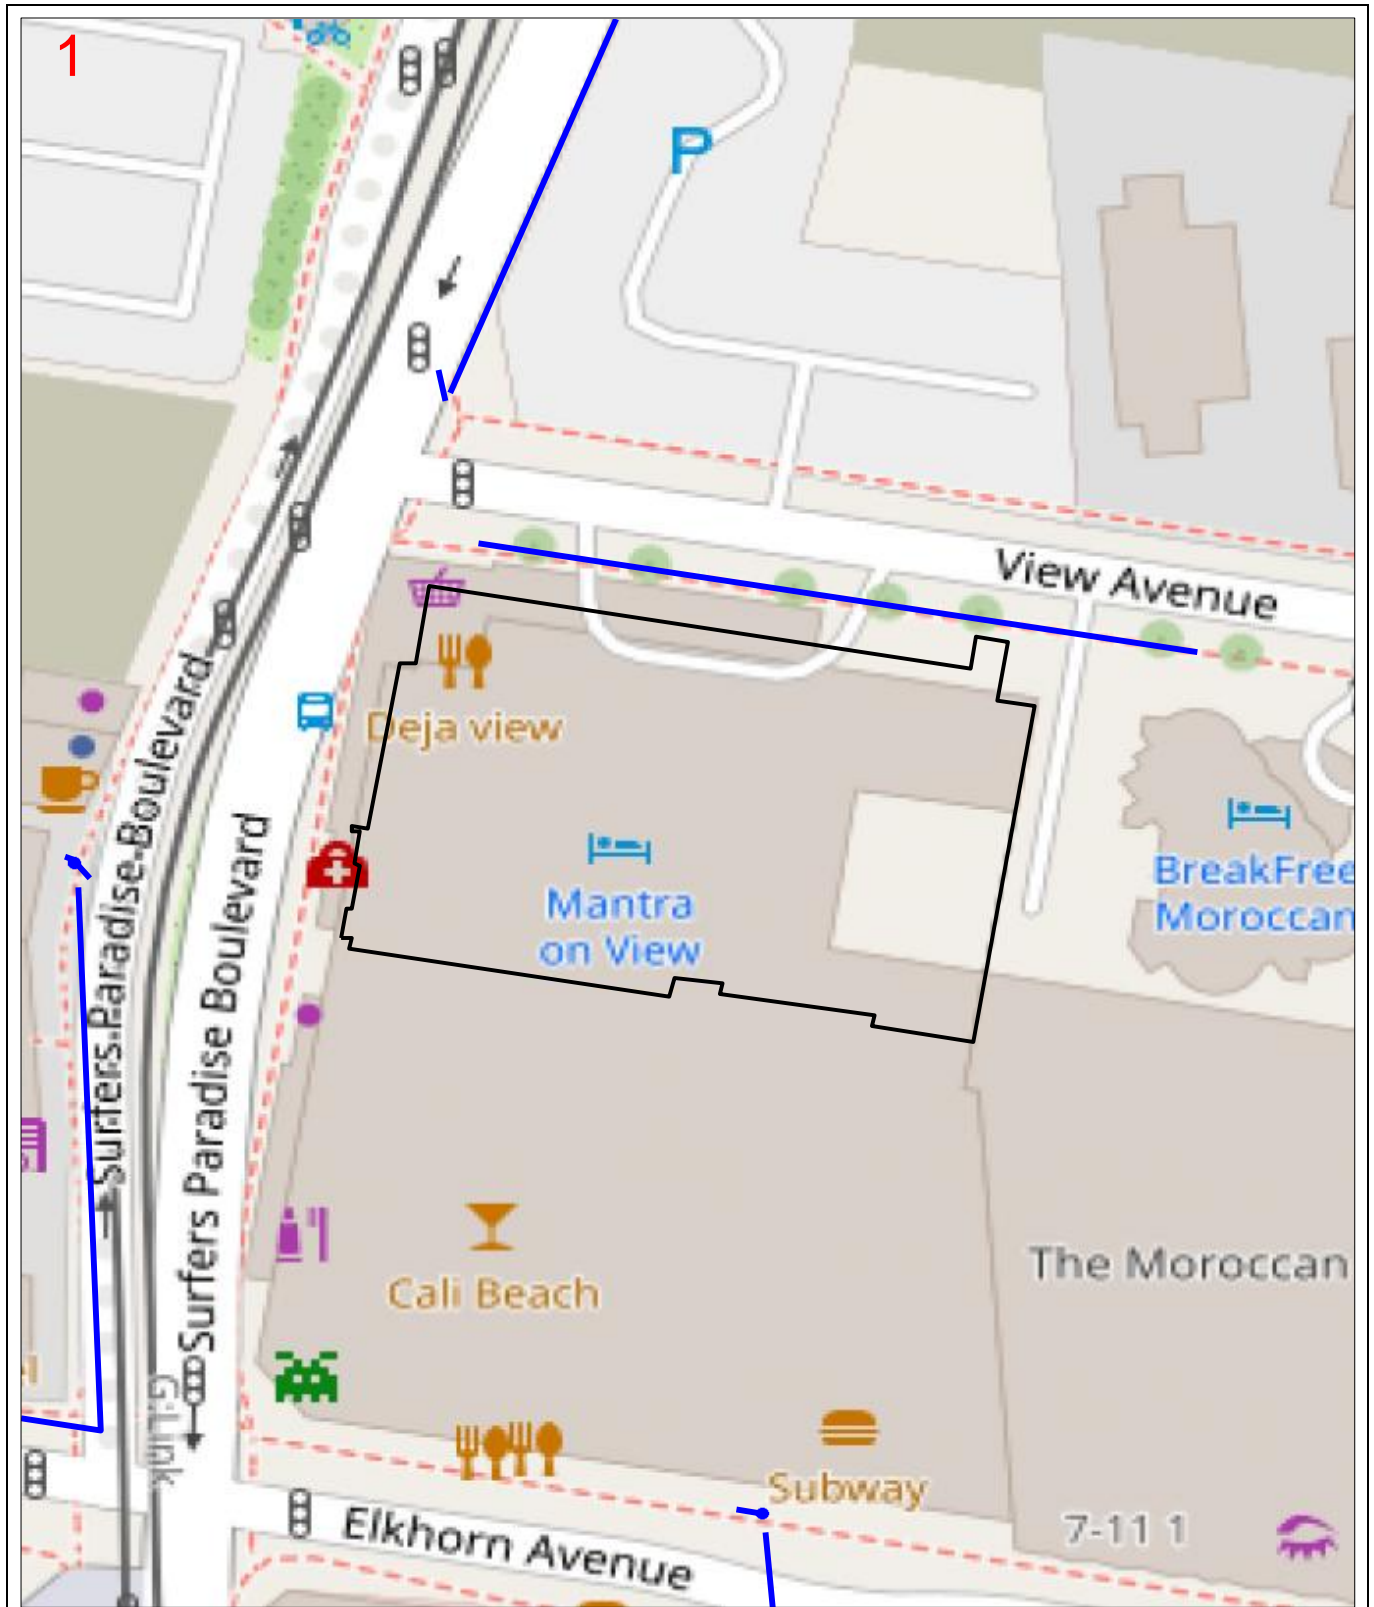 1
P
View Avenue
Deja view
Surfers Paradise Boulevard
Surfers Paradise Boulevard
Mantra
on View
BreakFree
Moroccan
Cali Beach
The Moroccan
G:Link
Subway
7-11 1
Elkhorn Avenue